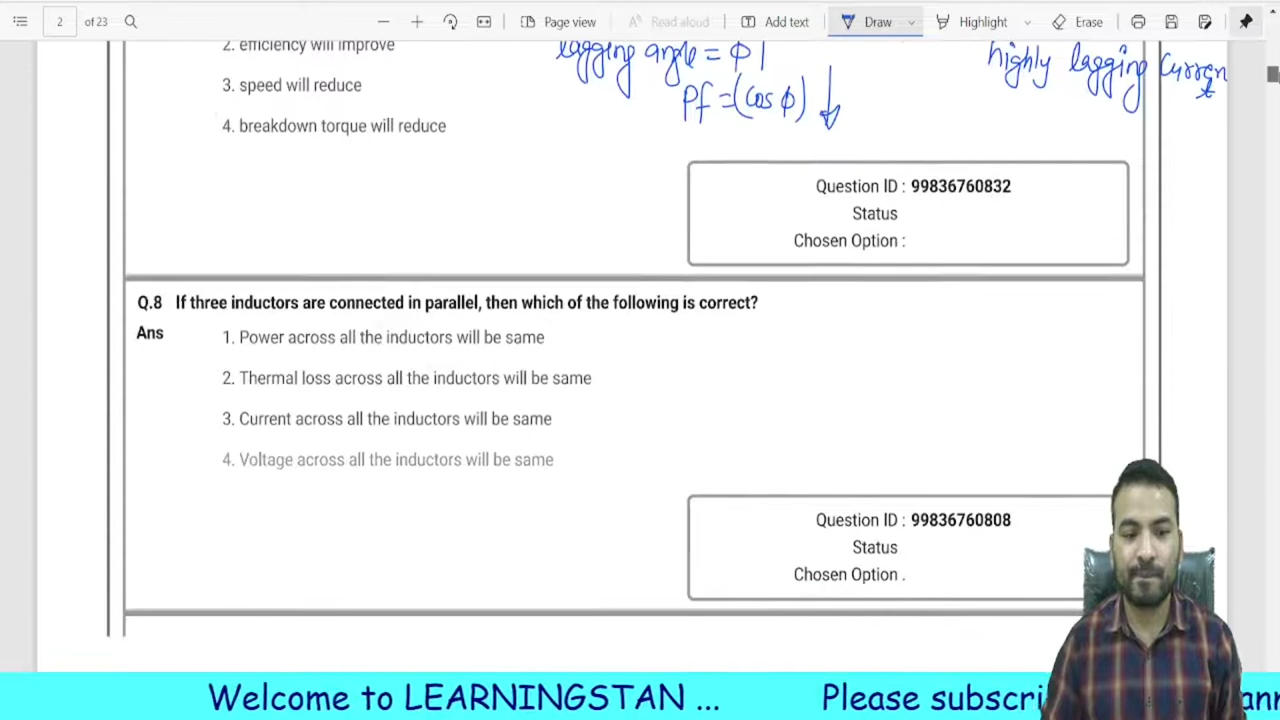 2 of 23 Page view Read aloud Add text Draw Highlight Erase
2. efficiency will improve
lagging angle = φ
highly lagging current
3. speed will reduce
Pf = (cos φ) ↓
4. breakdown torque will reduce
Question ID : 99836760832
Status
Chosen Option :
Q.8 If three inductors are connected in parallel, then which of the following is correct?
Ans 1. Power across all the inductors will be same
2. Thermal loss across all the inductors will be same
3. Current across all the inductors will be same
4. Voltage across all the inductors will be same
Question ID : 99836760808
Status
Chosen Option .
Welcome to LEARNINGSTAN ... Please subscri